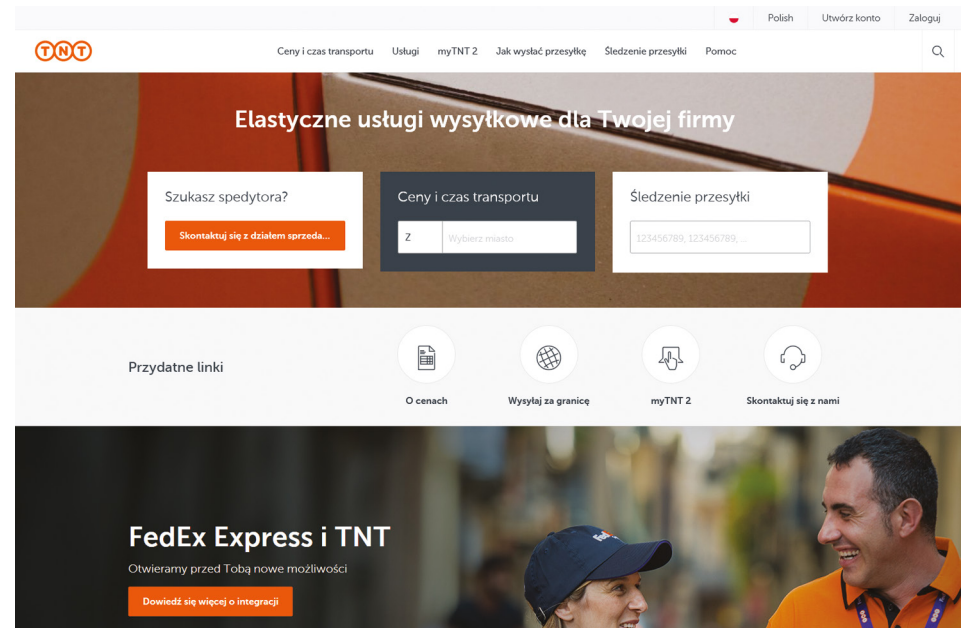 Polish Utwórz konto Zaloguj
TNT
Ceny i czas transportu Usługi myTNT 2 Jak wysłać przesyłkę Śledzenie przesyłki Pomoc
Elastyczne usługi wysyłkowe dla Twojej firmy
Szukasz spedytora?
Skontaktuj się z działem sprzeda...
Ceny i czas transportu
Z Wybierz miasto
Śledzenie przesyłki
123456789, 123456789, ...
Przydatne linki
O cenach
Wysyłaj za granicę
myTNT 2
Skontaktuj się z nami
FedEx Express i TNT
Otwieramy przed Tobą nowe możliwości
Dowiedź się więcej o integracji